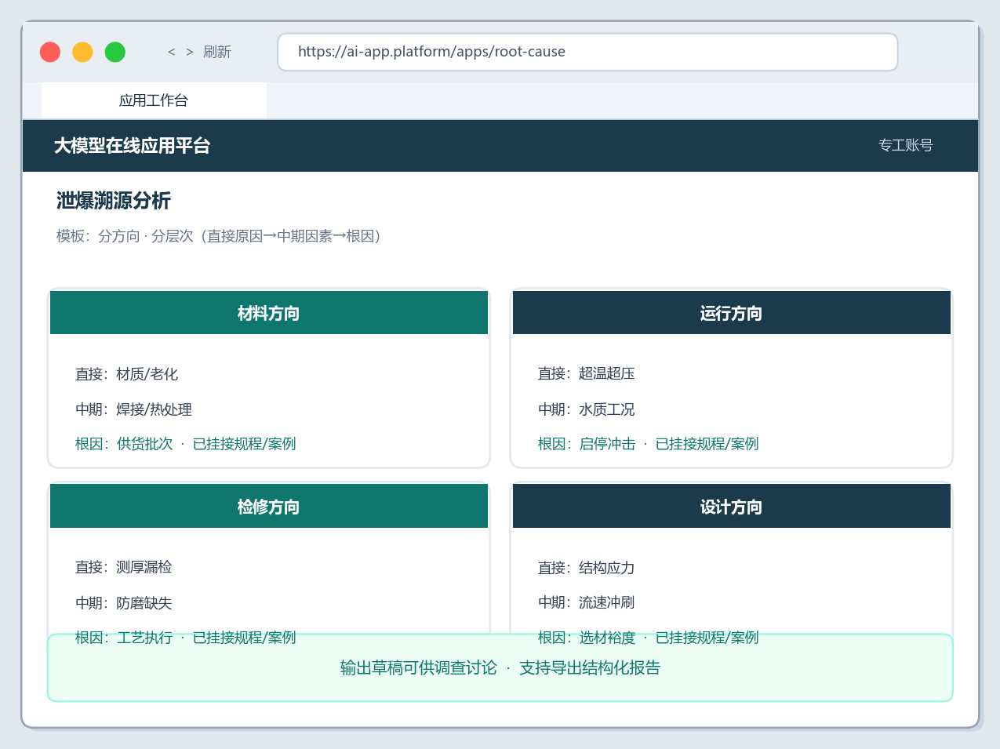 < > 刷新
https://ai-app.platform/apps/root-cause
应用工作台
大模型在线应用平台
专工账号
泄爆溯源分析
模板：分方向 · 分层次（直接原因→中期因素→根因）
材料方向
直接：材质/老化
中期：焊接/热处理
根因：供货批次 · 已挂接规程/案例
运行方向
直接：超温超压
中期：水质工况
根因：启停冲击 · 已挂接规程/案例
检修方向
直接：测厚漏检
中期：防磨缺失
根因：工艺执行 · 已挂接规程/案例
设计方向
直接：结构应力
中期：流速冲刷
根因：选材裕度 · 已挂接规程/案例
输出草稿可供调查讨论 · 支持导出结构化报告